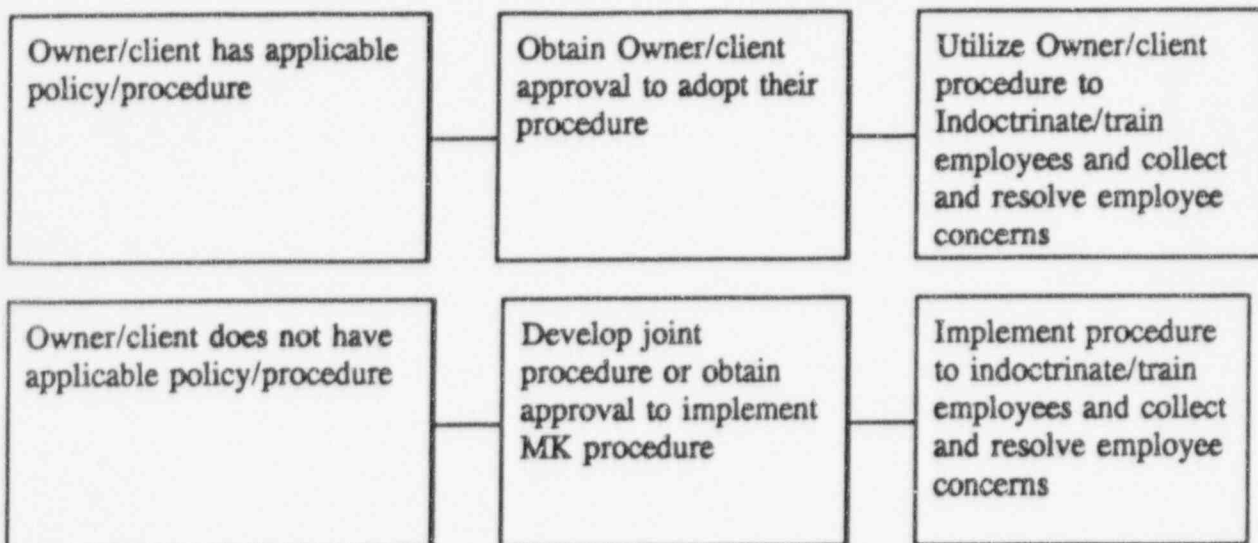 Owner/client has applicable
policy/procedure
Obtain Owner/client
approval to adopt their
procedure
Utilize Owner/client
procedure to
Indoctrinate/train
employees and collect
and resolve employee
concerns
Owner/client does not have
applicable policy/procedure
Develop joint
procedure or obtain
approval to implement
MK procedure
Implement procedure
to indoctrinate/train
employees and collect
and resolve employee
concerns